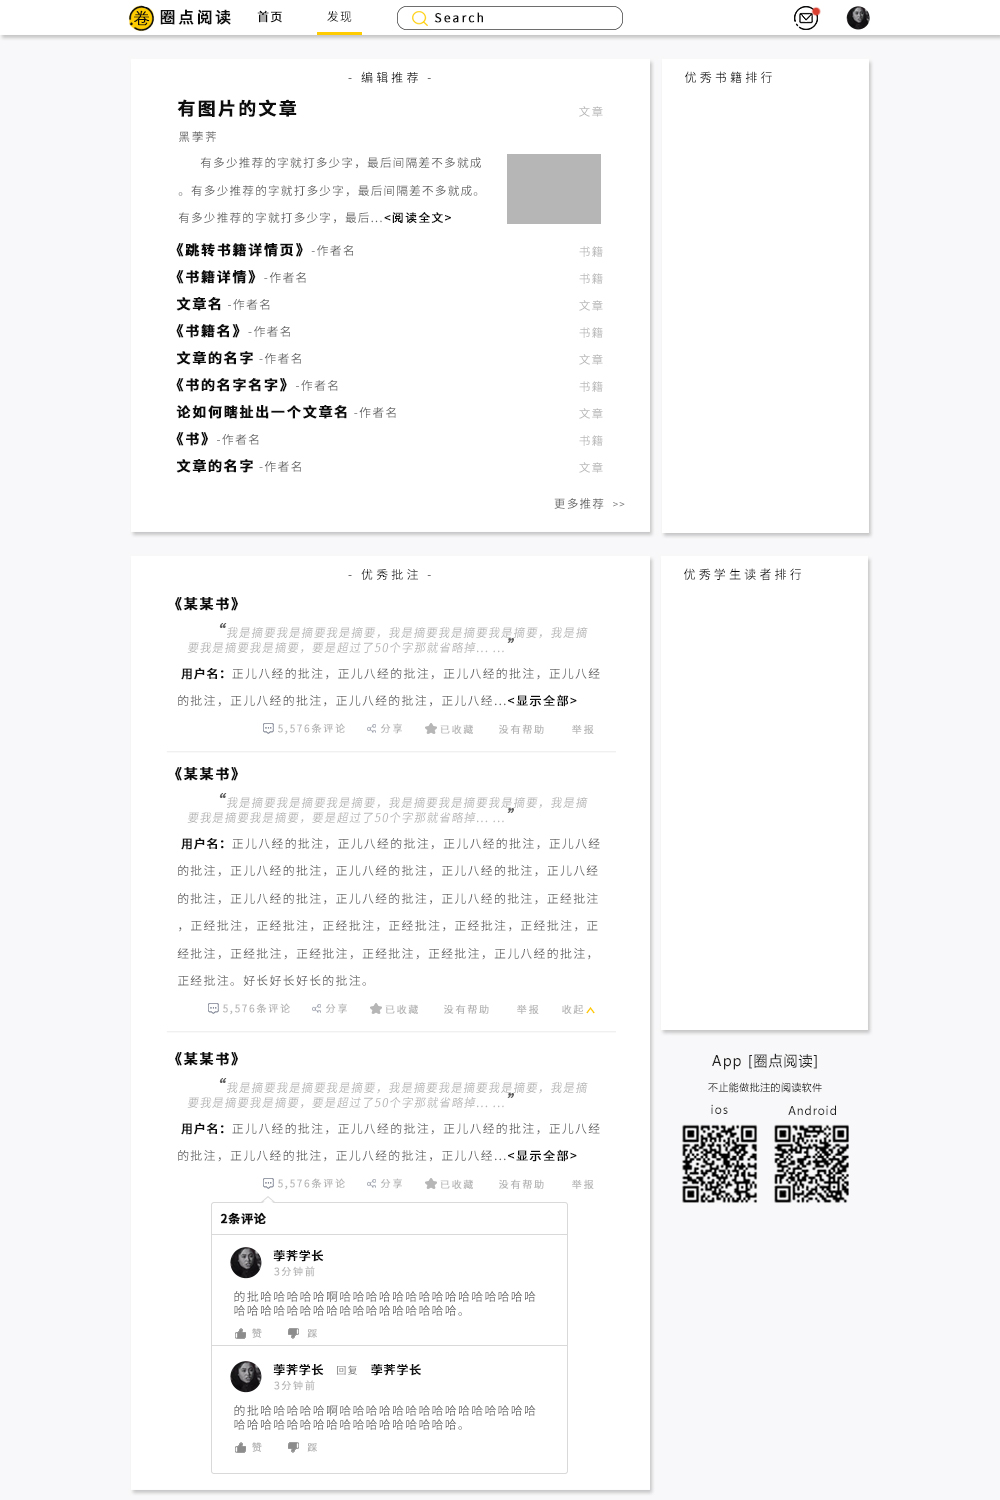 卷 圈点阅读 首页 发现 Search
- 编辑推荐 -
有图片的文章 文章
黑荸荠
有多少推荐的字就打多少字，最后间隔差不多就成
。有多少推荐的字就打多少字，最后间隔差不多就成。
有多少推荐的字就打多少字，最后...<阅读全文>
《跳转书籍详情页》-作者名 书籍
《书籍详情》-作者名 书籍
文章名 -作者名 文章
《书籍名》-作者名 书籍
文章的名字 -作者名 文章
《书的名字名字》-作者名 书籍
论如何瞎扯出一个文章名 -作者名 文章
《书》-作者名 书籍
文章的名字 -作者名 文章
更多推荐 >>
优秀书籍排行
- 优秀批注 -
《某某书》
“我是摘要我是摘要我是摘要，我是摘要我是摘要我是摘要，我是摘
要我是摘要我是摘要，要是超过了50个字那就省略掉... ...”
用户名：正儿八经的批注，正儿八经的批注，正儿八经的批注，正儿八经
的批注，正儿八经的批注，正儿八经的批注，正儿八经...<显示全部>
5,576条评论 分享 已收藏 没有帮助 举报
《某某书》
“我是摘要我是摘要我是摘要，我是摘要我是摘要我是摘要，我是摘
要我是摘要我是摘要，要是超过了50个字那就省略掉... ...”
用户名：正儿八经的批注，正儿八经的批注，正儿八经的批注，正儿八经
的批注，正儿八经的批注，正儿八经的批注，正儿八经的批注，正儿八经
的批注，正儿八经的批注，正儿八经的批注，正儿八经的批注，正经批注
，正经批注，正经批注，正经批注，正经批注，正经批注，正经批注，正
经批注，正经批注，正经批注，正经批注，正经批注，正儿八经的批注，
正经批注。好长好长好长的批注。
5,576条评论 分享 已收藏 没有帮助 举报 收起
《某某书》
“我是摘要我是摘要我是摘要，我是摘要我是摘要我是摘要，我是摘
要我是摘要我是摘要，要是超过了50个字那就省略掉... ...”
用户名：正儿八经的批注，正儿八经的批注，正儿八经的批注，正儿八经
的批注，正儿八经的批注，正儿八经的批注，正儿八经...<显示全部>
5,576条评论 分享 已收藏 没有帮助 举报
2条评论
荸荠学长
3分钟前
的批哈哈哈哈哈啊哈哈哈哈哈哈哈哈哈哈哈哈哈哈哈
哈哈哈哈哈哈哈哈哈哈哈哈哈哈哈哈哈。
赞 踩
荸荠学长 回复 荸荠学长
3分钟前
的批哈哈哈哈哈啊哈哈哈哈哈哈哈哈哈哈哈哈哈哈哈
哈哈哈哈哈哈哈哈哈哈哈哈哈哈哈哈哈。
赞 踩
优秀学生读者排行
App [圈点阅读]
不止能做批注的阅读软件
ios Android